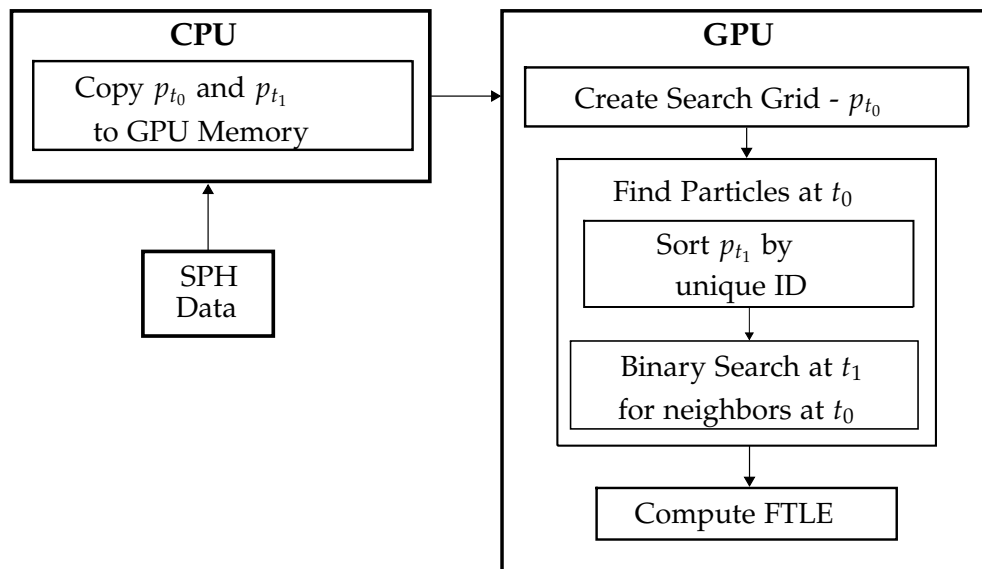 CPU
Copy p_{t_0} and p_{t_1}
to GPU Memory
SPH
Data
GPU
Create Search Grid - p_{t_0}
Find Particles at t_0
Sort p_{t_1} by
unique ID
Binary Search at t_1
for neighbors at t_0
Compute FTLE